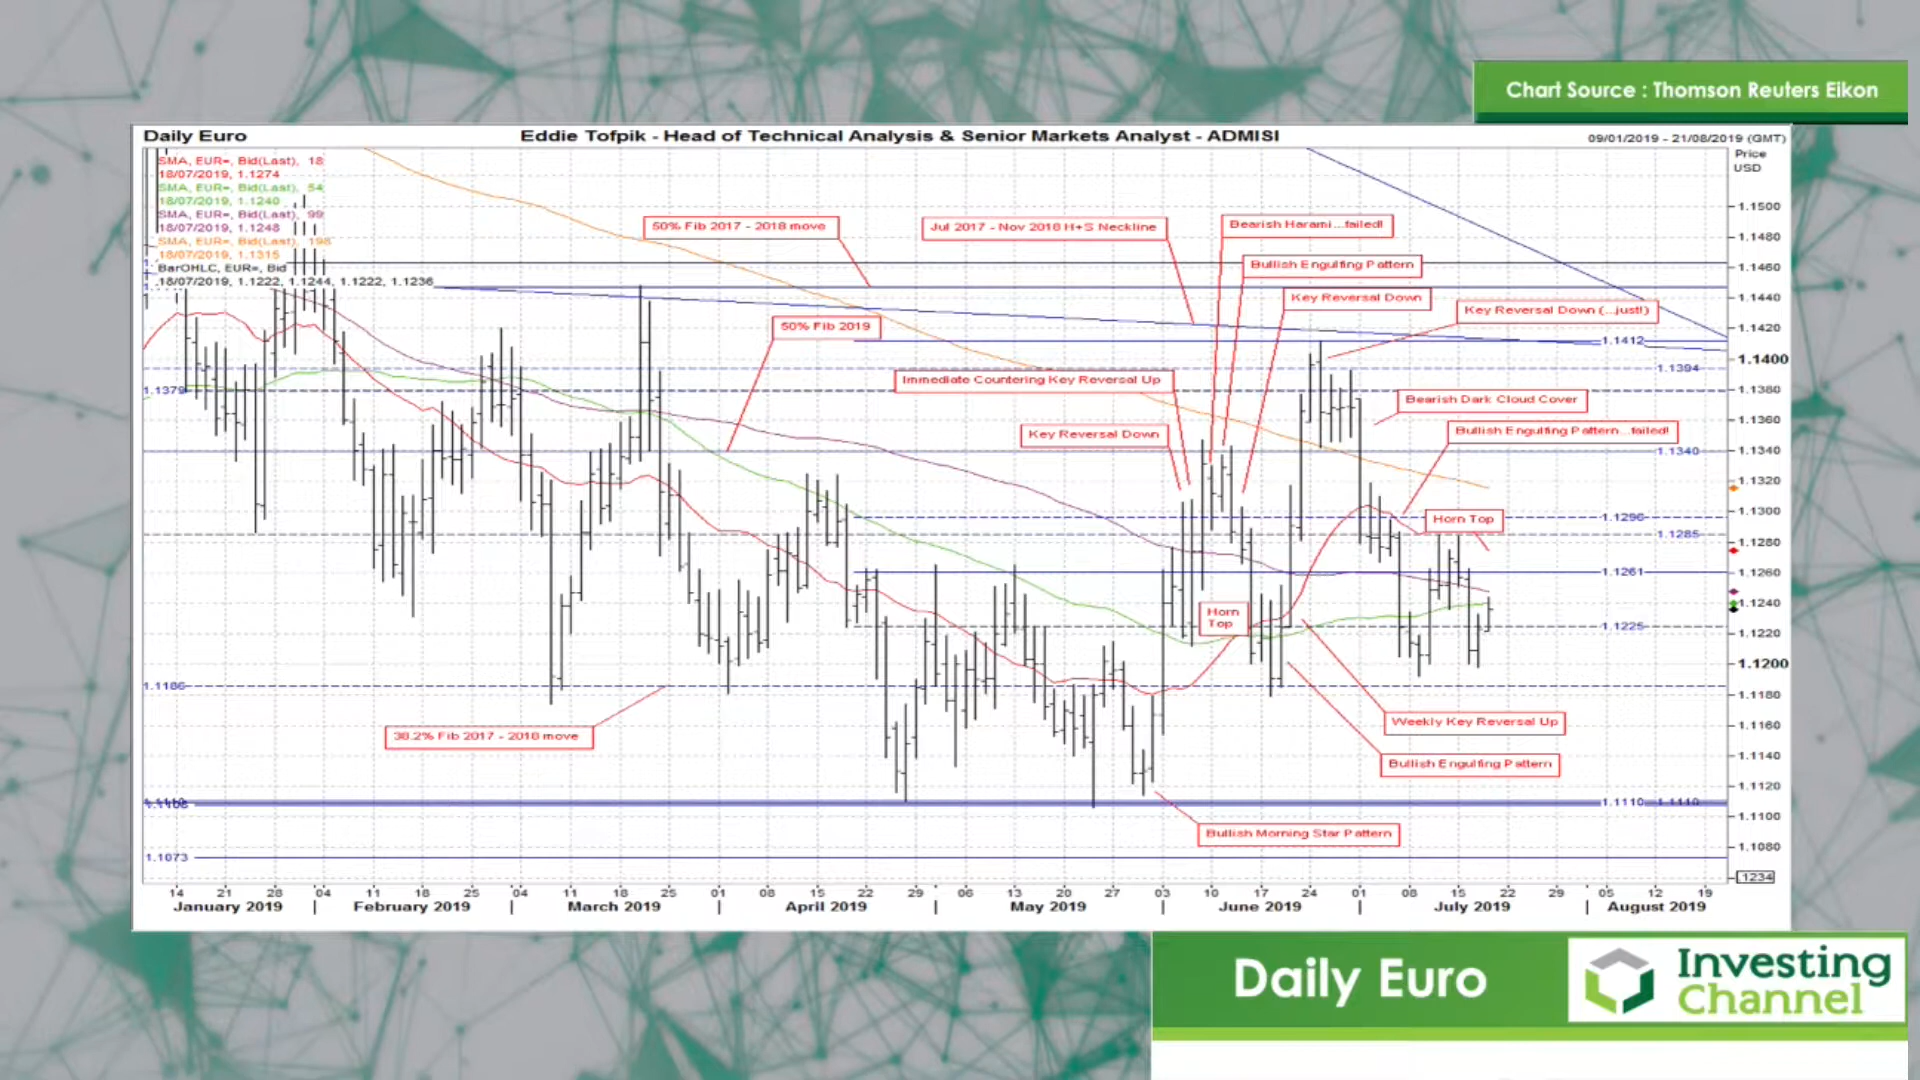 Chart Source : Thomson Reuters Eikon
Daily Euro
Eddie Tofpik - Head of Technical Analysis & Senior Markets Analyst - ADMISI
09/01/2019 - 21/08/2019 (GMT)
Price
USD
SMA, EUR=, Bid(Last), 18
18/07/2019, 1.1274
SMA, EUR=, Bid(Last), 54
18/07/2019, 1.1240
SMA, EUR=, Bid(Last), 99
18/07/2019, 1.1248
SMA, EUR=, Bid(Last), 198
18/07/2019, 1.1315
BarOHLC, EUR=, Bid
18/07/2019, 1.1222, 1.1244, 1.1222, 1.1236
50% Fib 2017 - 2018 move
Jul 2017 - Nov 2018 H+S Neckline
Bearish Harami...failed!
Bullish Engulfing Pattern
Key Reversal Down
Key Reversal Down (...just!)
50% Fib 2019
Immediate Countering Key Reversal Up
Bearish Dark Cloud Cover
Key Reversal Down
Bullish Engulfing Pattern...failed!
Horn Top
Horn
Top
Weekly Key Reversal Up
Bullish Engulfing Pattern
38.2% Fib 2017 - 2018 move
Bullish Morning Star Pattern
1.1379
1.1186
1.1073
1.1412
1.1394
1.1340
1.1296
1.1285
1.1261
1.1225
1.1110
1.1110
1.1500
1.1480
1.1460
1.1440
1.1420
1.1400
1.1380
1.1360
1.1340
1.1320
1.1300
1.1280
1.1260
1.1240
1.1220
1.1200
1.1180
1.1160
1.1140
1.1120
1.1100
1.1080
.1234
14 21 28 04 11 18 25 04 11 18 25 01 08 15 22 29 06 13 20 27 03 10 17 24 01 08 15 22 29 05 12 19
January 2019 February 2019 March 2019 April 2019 May 2019 June 2019 July 2019 August 2019
Daily Euro
Investing
Channel